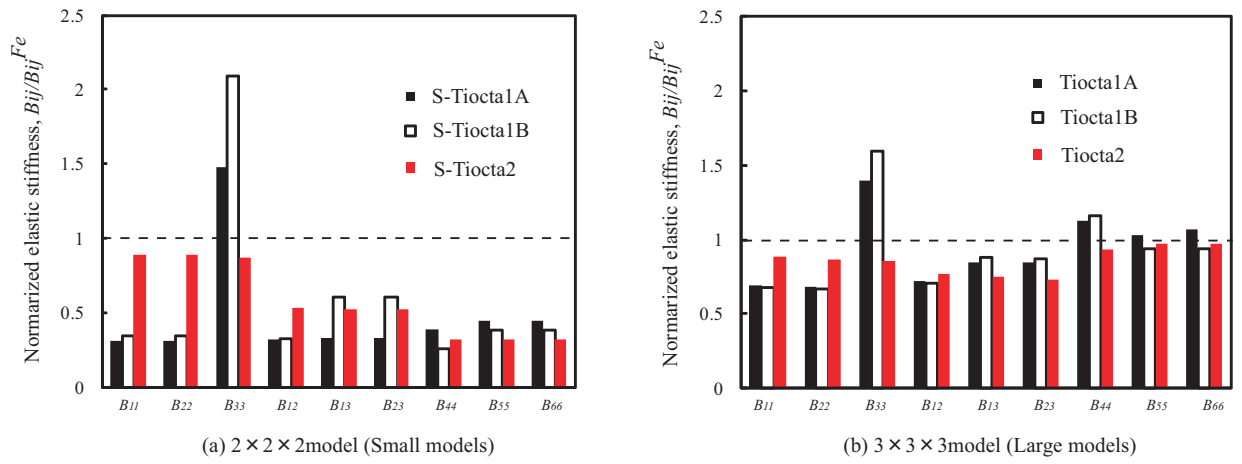 2.5
2
1.5
1
0.5
0
Normarized elastic stiffness, Bij/Bij^Fe
S-Tiocta1A
S-Tiocta1B
S-Tiocta2
B11 B22 B33 B12 B13 B23 B44 B55 B66
(a) 2×2×2model (Small models)
2.5
2
1.5
1
0.5
0
Normarized elastic stiffness, Bij/Bij^Fe
Tiocta1A
Tiocta1B
Tiocta2
B11 B22 B33 B12 B13 B23 B44 B55 B66
(b) 3×3×3model (Large models)